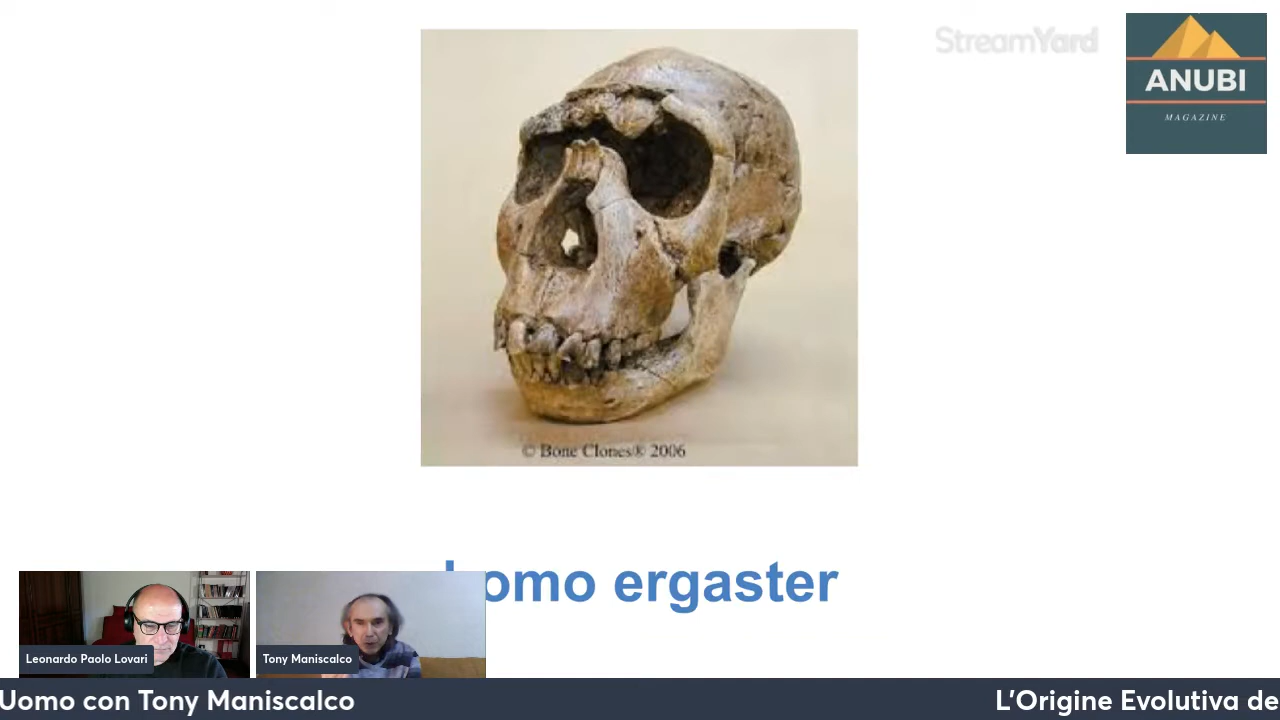 StreamYard
ANUBI
MAGAZINE
© Bone Clones® 2006
omo ergaster
Leonardo Paolo Lovari
Tony Maniscalco
Uomo con Tony Maniscalco
L'Origine Evolutiva de